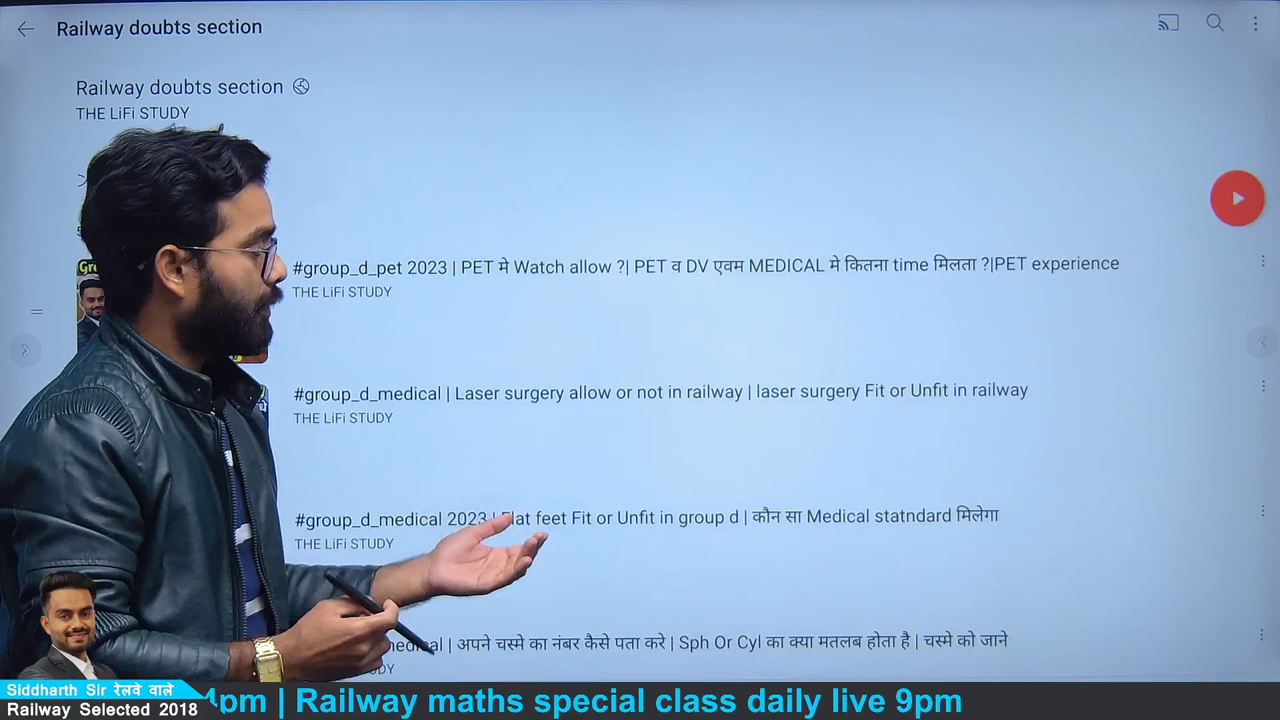 Railway doubts section
Railway doubts section
THE LiFi STUDY
#group_d_pet 2023 | PET मे Watch allow ?| PET व DV एवम MEDICAL मे कितना time मिलता ?|PET experience
THE LiFi STUDY
#group_d_medical | Laser surgery allow or not in railway | laser surgery Fit or Unfit in railway
THE LiFi STUDY
#group_d_medical 2023 | Flat feet Fit or Unfit in group d | कौन सा Medical statndard मिलेगा
THE LiFi STUDY
| अपने चस्मे का नंबर कैसे पता करे | Sph Or Cyl का क्या मतलब होता है | चस्मे को जाने
Siddharth Sir रेलवे वाले
Railway Selected 2018
4pm | Railway maths special class daily live 9pm